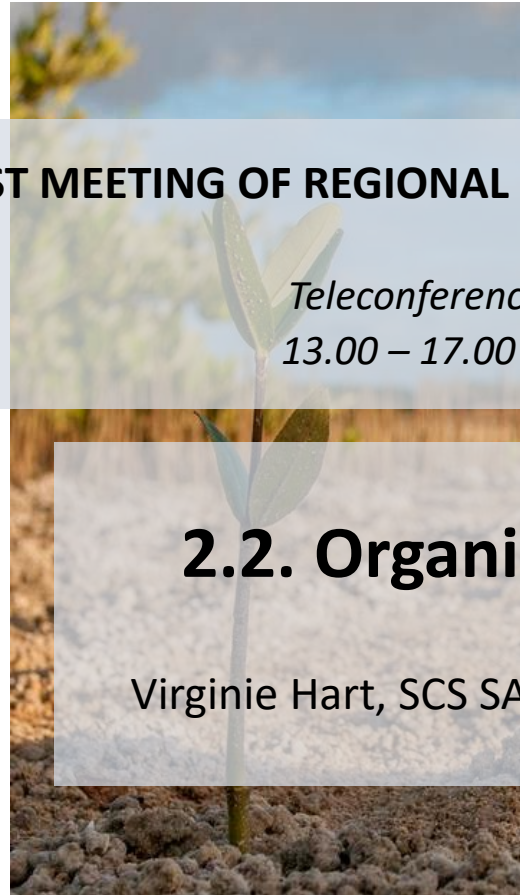 ST MEETING OF REGIONAL
Teleconferenc
13.00 – 17.00
2.2. Organi
Virginie Hart, SCS SA